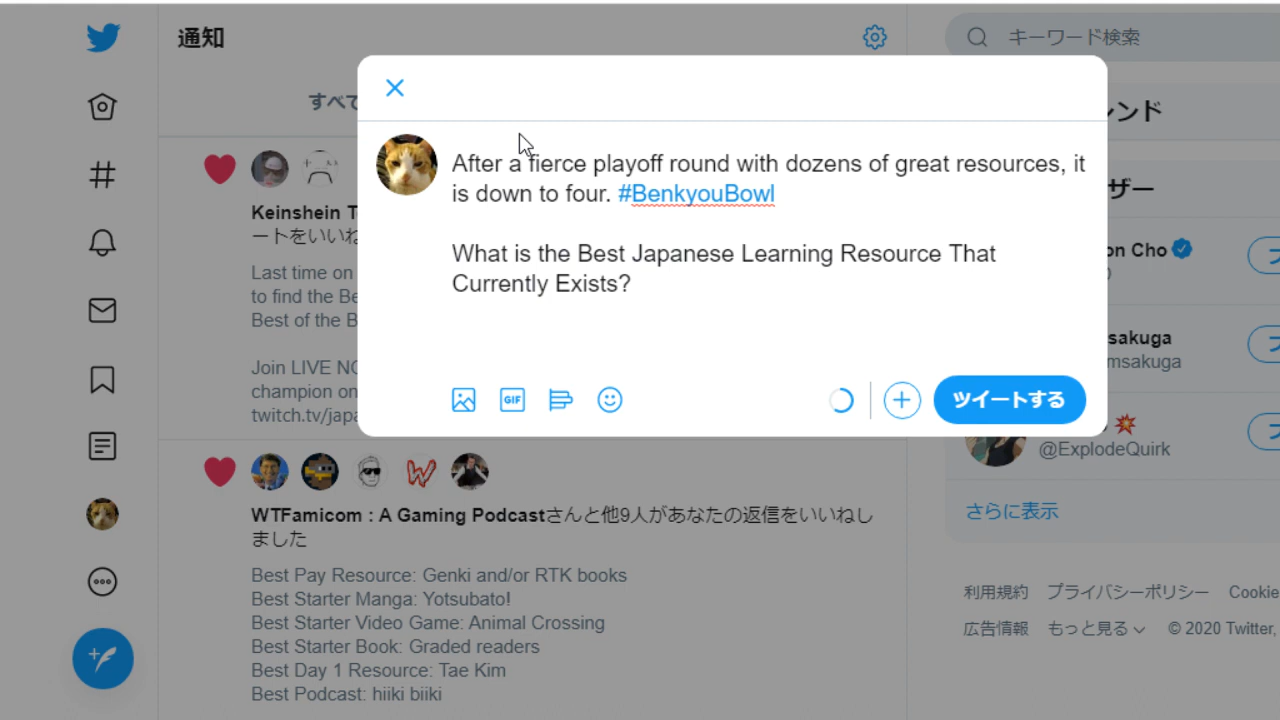 通知
キーワード検索
すべて
ンド
After a fierce playoff round with dozens of great resources, it
is down to four. #BenkyouBowl
What is the Best Japanese Learning Resource That
Currently Exists?
GIF
ツイートする
Keinshein T
ートをいいね
Last time on
to find the Be
Best of the B
Join LIVE NO
champion on
twitch.tv/japa
WTFamicom : A Gaming Podcastさんと他9人があなたの返信をいいねし
ました
Best Pay Resource: Genki and/or RTK books
Best Starter Manga: Yotsubato!
Best Starter Video Game: Animal Crossing
Best Starter Book: Graded readers
Best Day 1 Resource: Tae Kim
Best Podcast: hiiki biiki
ザー
on Cho
sakuga
msakuga
@ExplodeQuirk
さらに表示
利用規約 プライバシーポリシー Cookie
広告情報 もっと見る © 2020 Twitter,